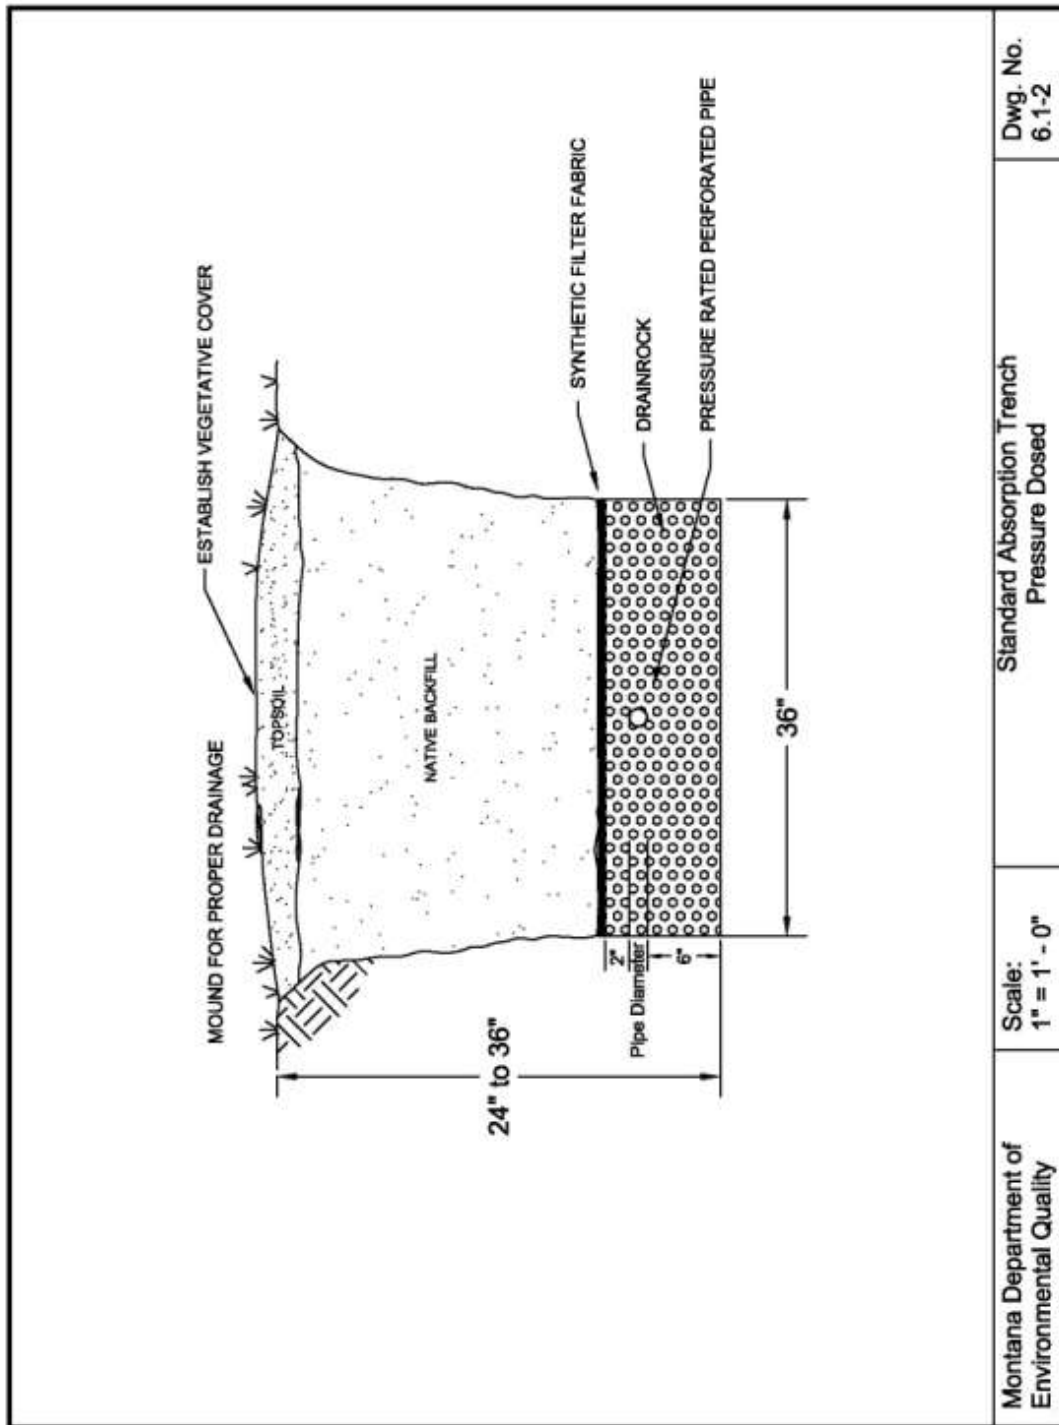 ESTABLISH VEGETATIVE COVER
MOUND FOR PROPER DRAINAGE
TOPSOIL
NATIVE BACKFILL
SYNTHETIC FILTER FABRIC
DRAINROCK
PRESSURE RATED PERFORATED PIPE
24" to 36"
2"
Pipe Diameter
6"
36"
Montana Department of
Environmental Quality
Scale:
1" = 1' - 0"
Standard Absorption Trench
Pressure Dosed
Dwg. No.
6.1-2